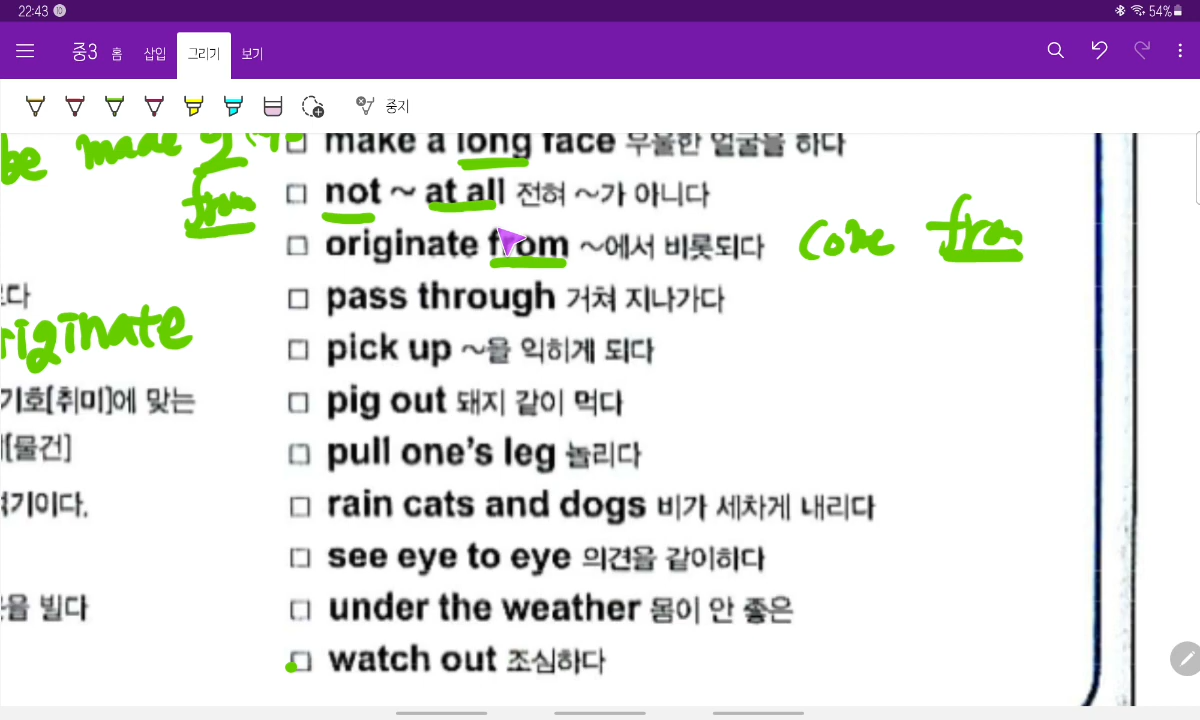 22:43 10 54%
중3 홈 삽입 그리기 보기
중지
be made of
from
make a long face 우울한 얼굴을 하다
not ~ at all 전혀 ~가 아니다
originate from ~에서 비롯되다 come from
pass through 거쳐 지나가다
riginate
pick up ~을 익히게 되다
기호[취미]에 맞는
pig out 돼지 같이 먹다
[물건]
pull one's leg 놀리다
rain cats and dogs 비가 세차게 내리다
see eye to eye 의견을 같이하다
을 빌다
under the weather 몸이 안 좋은
watch out 조심하다